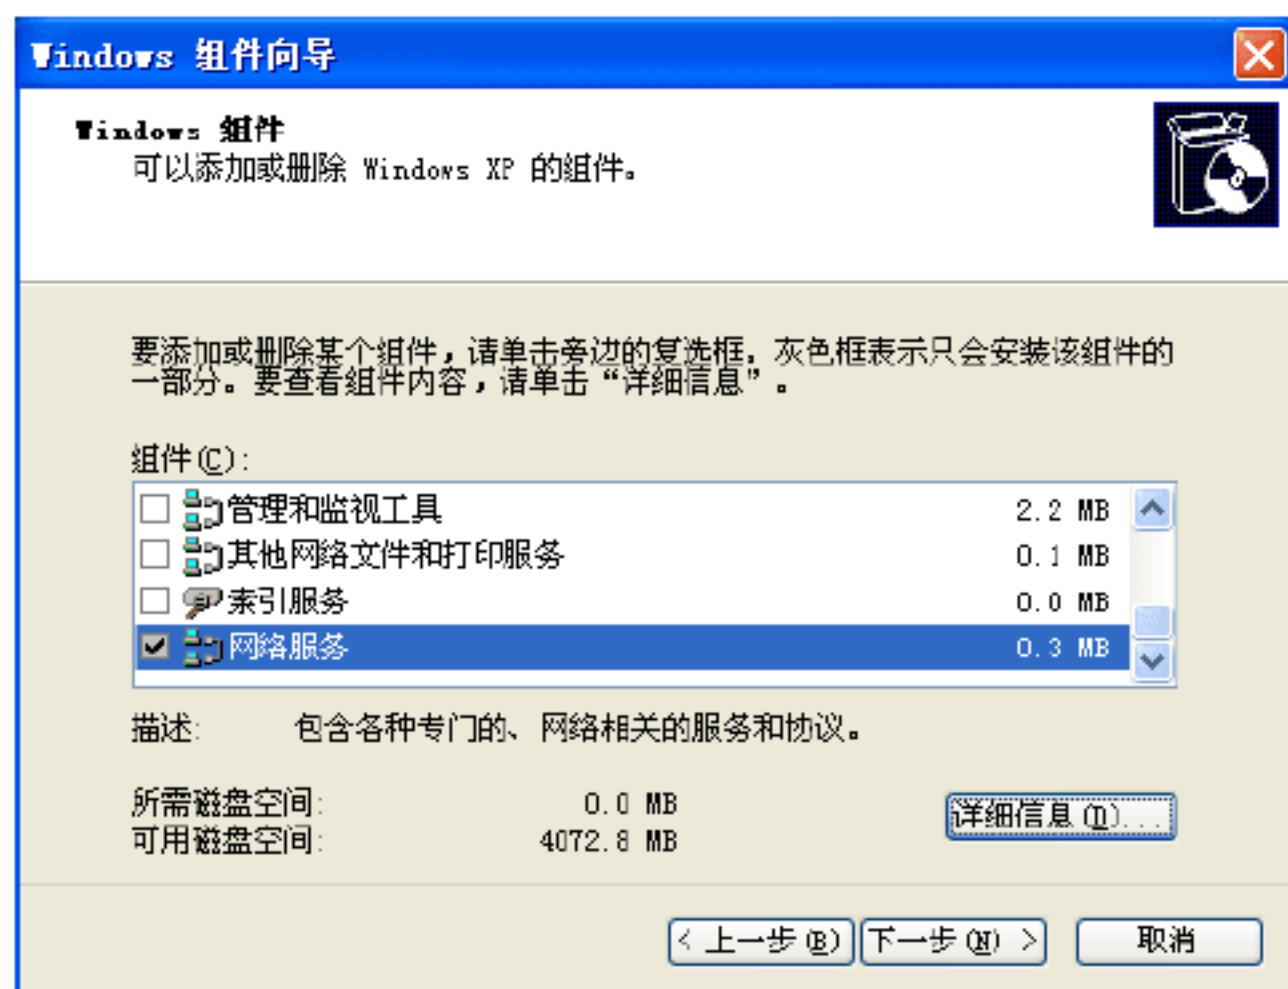 Windows 组件向导
Windows 组件
可以添加或删除 Windows XP 的组件。
要添加或删除某个组件，请单击旁边的复选框。灰色框表示只会安装该组件的
一部分。要查看组件内容，请单击“详细信息”。
组件(C):
管理和监视工具 2.2 MB
其他网络文件和打印服务 0.1 MB
索引服务 0.0 MB
网络服务 0.3 MB
描述: 包含各种专门的、网络相关的服务和协议。
所需磁盘空间: 0.0 MB
可用磁盘空间: 4072.8 MB
详细信息(D)...
< 上一步(B) 下一步(N) > 取消